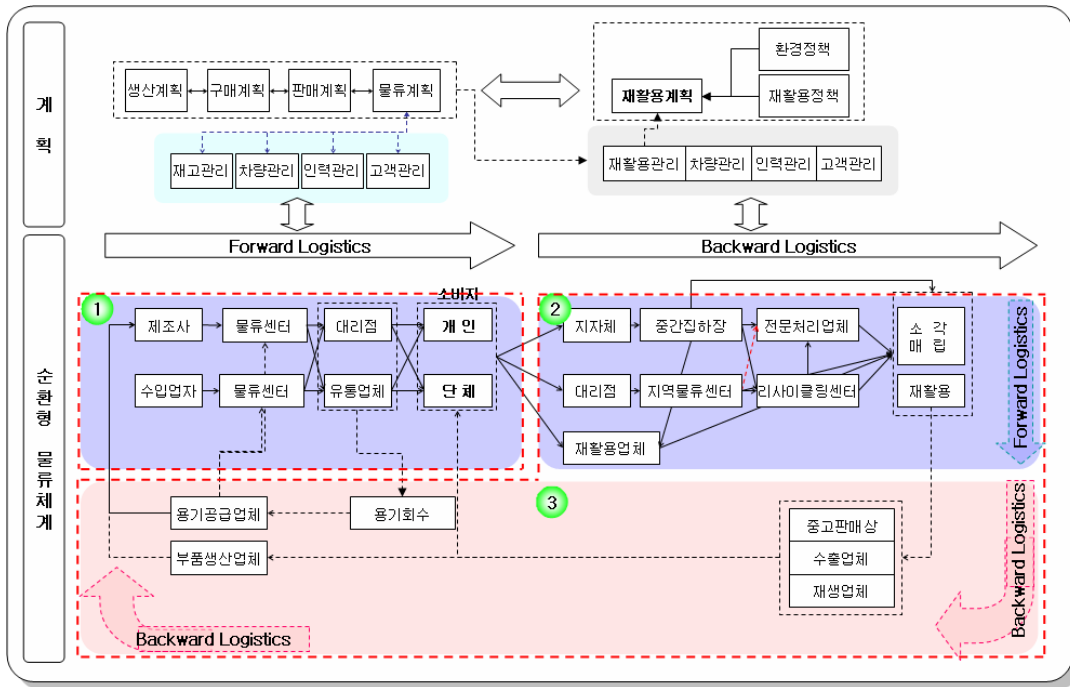 계 획
환경정책
생산계획
구매계획
판매계획
물류계획
재활용계획
재활용정책
재고관리
차량관리
인력관리
고객관리
재활용관리
차량관리
인력관리
고객관리
Forward Logistics
Backward Logistics
순환형 물류체계
1
소비자
제조사
물류센터
대리점
개 인
수입업자
물류센터
유통업체
단 체
2
지자체
중간집하장
전문처리업체
소 각
매 립
대리점
지역물류센터
리사미클링센터
재활용
재활용업체
Forward Logistics
3
용기공급업체
용기회수
부품생산업체
중고판매상
수출업체
재생업체
Backward Logistics
Backward Logistics